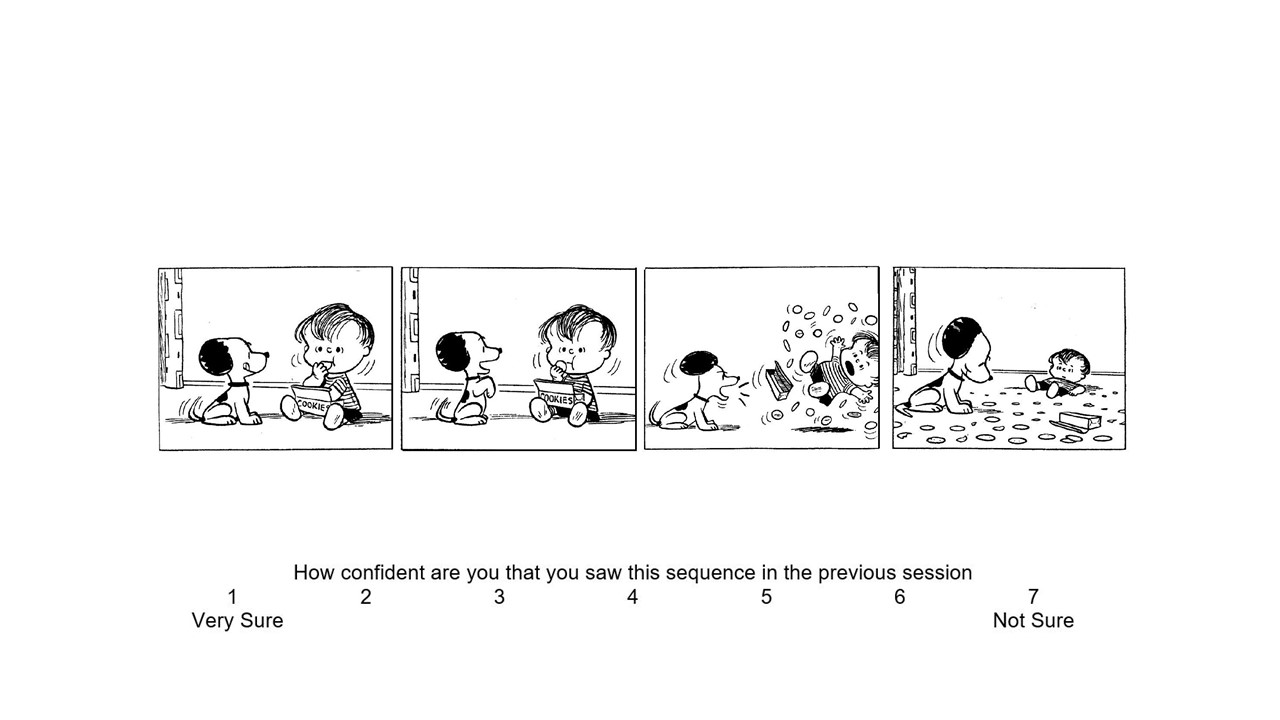 COOKIES
COOKIES
How confident are you that you saw this sequence in the previous session
1 2 3 4 5 6 7
Very Sure Not Sure